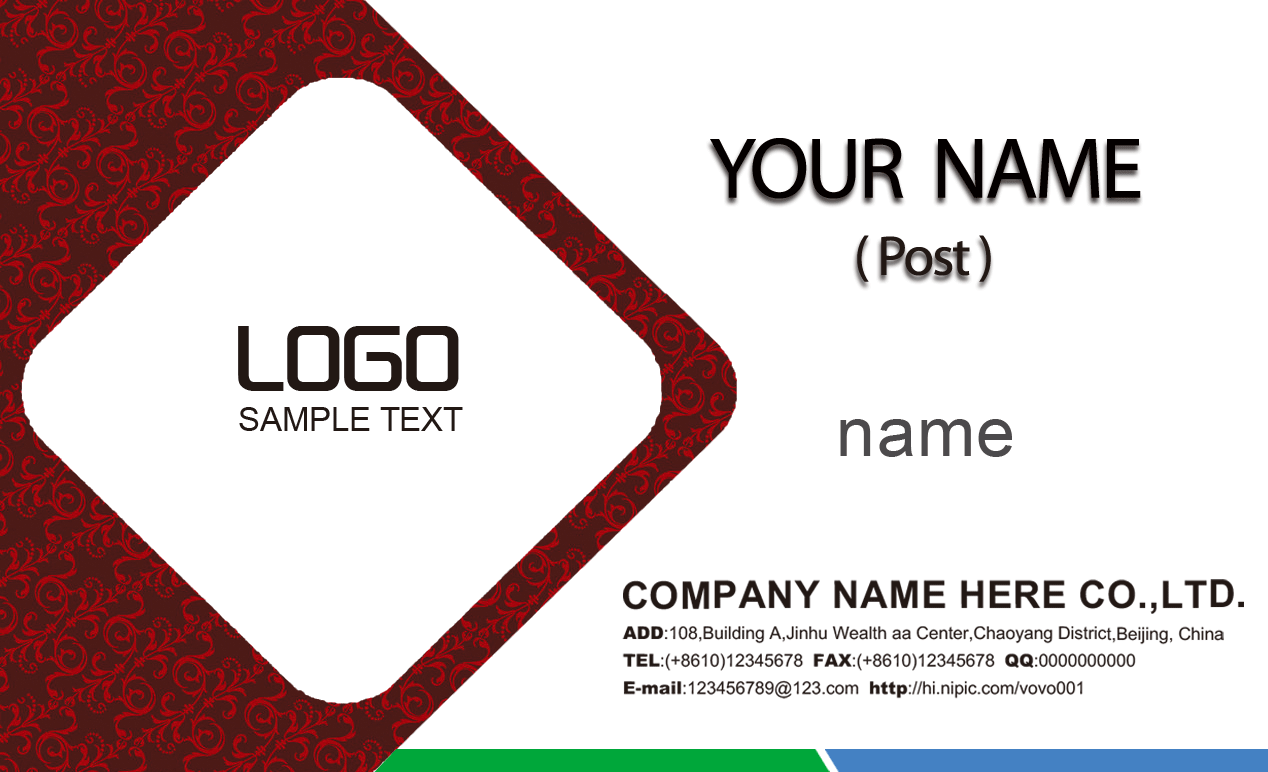 LOGO
SAMPLE TEXT
YOUR NAME
( Post )
name
COMPANY NAME HERE CO.,LTD.
ADD:108,Building A,Jinhu Wealth aa Center,Chaoyang District,Beijing, China
TEL:(+8610)12345678 FAX:(+8610)12345678 QQ:0000000000
E-mail:123456789@123.com http://hi.nipic.com/vovo001